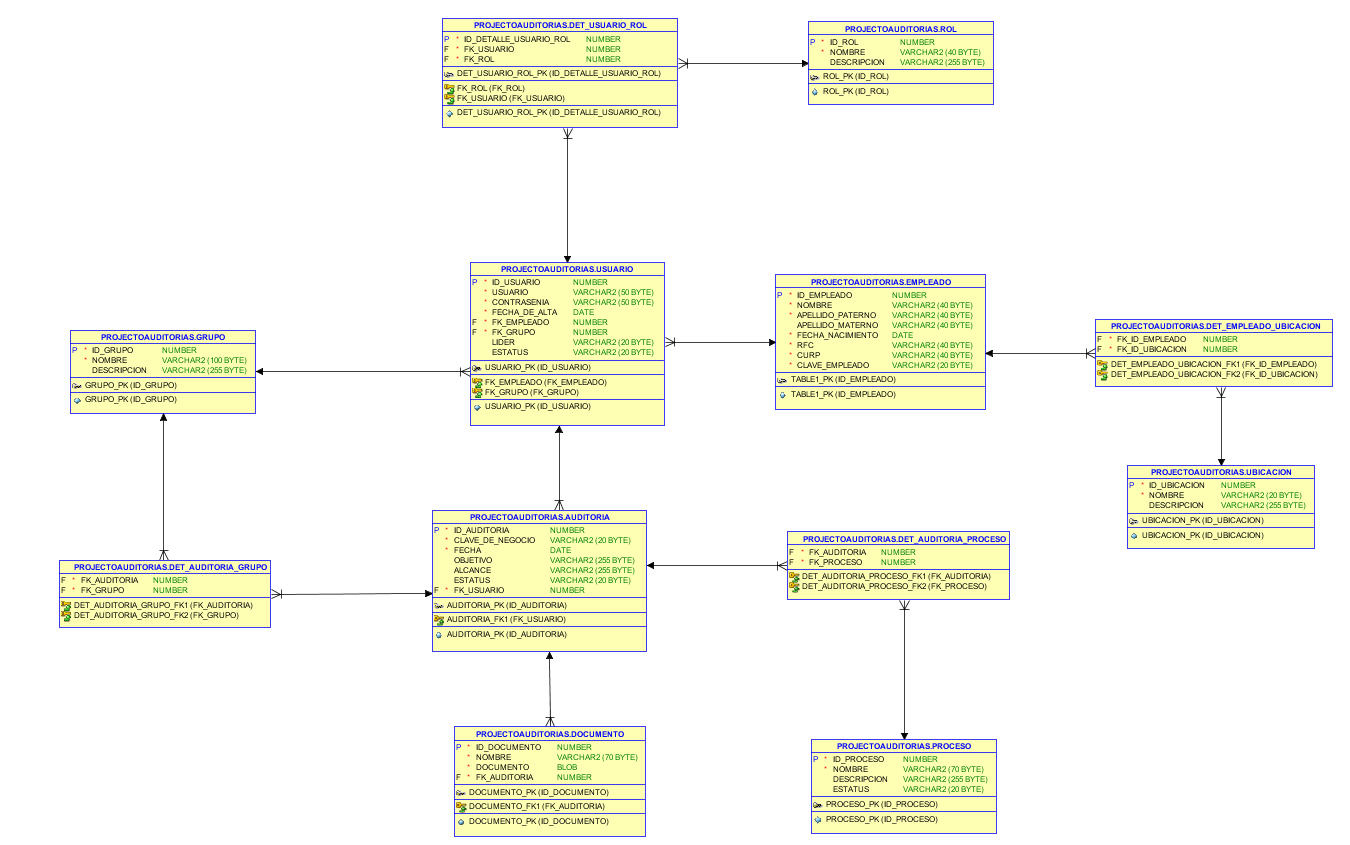 PROJECTOAUDITORIAS.DET_USUARIO_ROL
P * ID_DETALLE_USUARIO_ROL NUMBER
F * FK_USUARIO NUMBER
F * FK_ROL NUMBER
DET_USUARIO_ROL_PK (ID_DETALLE_USUARIO_ROL)
FK_ROL (FK_ROL)
FK_USUARIO (FK_USUARIO)
DET_USUARIO_ROL_PK (ID_DETALLE_USUARIO_ROL)
PROJECTOAUDITORIAS.ROL
P * ID_ROL NUMBER
* NOMBRE VARCHAR2 (40 BYTE)
DESCRIPCION VARCHAR2 (255 BYTE)
ROL_PK (ID_ROL)
ROL_PK (ID_ROL)
PROJECTOAUDITORIAS.USUARIO
P * ID_USUARIO NUMBER
* USUARIO VARCHAR2 (50 BYTE)
* CONTRASENIA VARCHAR2 (50 BYTE)
* FECHA_DE_ALTA DATE
F * FK_EMPLEADO NUMBER
F * FK_GRUPO NUMBER
LIDER VARCHAR2 (20 BYTE)
ESTATUS VARCHAR2 (20 BYTE)
USUARIO_PK (ID_USUARIO)
FK_EMPLEADO (FK_EMPLEADO)
FK_GRUPO (FK_GRUPO)
USUARIO_PK (ID_USUARIO)
PROJECTOAUDITORIAS.EMPLEADO
P * ID_EMPLEADO NUMBER
* NOMBRE VARCHAR2 (40 BYTE)
* APELLIDO_PATERNO VARCHAR2 (40 BYTE)
APELLIDO_MATERNO VARCHAR2 (40 BYTE)
* FECHA_NACIMIENTO DATE
* RFC VARCHAR2 (40 BYTE)
* CURP VARCHAR2 (40 BYTE)
* CLAVE_EMPLEADO VARCHAR2 (20 BYTE)
TABLE1_PK (ID_EMPLEADO)
TABLE1_PK (ID_EMPLEADO)
PROJECTOAUDITORIAS.DET_EMPLEADO_UBICACION
F * FK_ID_EMPLEADO NUMBER
F * FK_ID_UBICACION NUMBER
DET_EMPLEADO_UBICACION_FK1 (FK_ID_EMPLEADO)
DET_EMPLEADO_UBICACION_FK2 (FK_ID_UBICACION)
PROJECTOAUDITORIAS.GRUPO
P * ID_GRUPO NUMBER
* NOMBRE VARCHAR2 (100 BYTE)
DESCRIPCION VARCHAR2 (255 BYTE)
GRUPO_PK (ID_GRUPO)
GRUPO_PK (ID_GRUPO)
PROJECTOAUDITORIAS.UBICACION
P * ID_UBICACION NUMBER
* NOMBRE VARCHAR2 (20 BYTE)
DESCRIPCION VARCHAR2 (255 BYTE)
UBICACION_PK (ID_UBICACION)
UBICACION_PK (ID_UBICACION)
PROJECTOAUDITORIAS.AUDITORIA
P * ID_AUDITORIA NUMBER
* CLAVE_DE_NEGOCIO VARCHAR2 (20 BYTE)
* FECHA DATE
OBJETIVO VARCHAR2 (255 BYTE)
ALCANCE VARCHAR2 (255 BYTE)
ESTATUS VARCHAR2 (20 BYTE)
F * FK_USUARIO NUMBER
AUDITORIA_PK (ID_AUDITORIA)
AUDITORIA_FK1 (FK_USUARIO)
AUDITORIA_PK (ID_AUDITORIA)
PROJECTOAUDITORIAS.DET_AUDITORIA_PROCESO
F * FK_AUDITORIA NUMBER
F * FK_PROCESO NUMBER
DET_AUDITORIA_PROCESO_FK1 (FK_AUDITORIA)
DET_AUDITORIA_PROCESO_FK2 (FK_PROCESO)
PROJECTOAUDITORIAS.DET_AUDITORIA_GRUPO
F * FK_AUDITORIA NUMBER
F * FK_GRUPO NUMBER
DET_AUDITORIA_GRUPO_FK1 (FK_AUDITORIA)
DET_AUDITORIA_GRUPO_FK2 (FK_GRUPO)
PROJECTOAUDITORIAS.DOCUMENTO
P * ID_DOCUMENTO NUMBER
* NOMBRE VARCHAR2 (70 BYTE)
* DOCUMENTO BLOB
F * FK_AUDITORIA NUMBER
DOCUMENTO_PK (ID_DOCUMENTO)
DOCUMENTO_FK1 (FK_AUDITORIA)
DOCUMENTO_PK (ID_DOCUMENTO)
PROJECTOAUDITORIAS.PROCESO
P * ID_PROCESO NUMBER
* NOMBRE VARCHAR2 (70 BYTE)
DESCRIPCION VARCHAR2 (255 BYTE)
ESTATUS VARCHAR2 (20 BYTE)
PROCESO_PK (ID_PROCESO)
PROCESO_PK (ID_PROCESO)